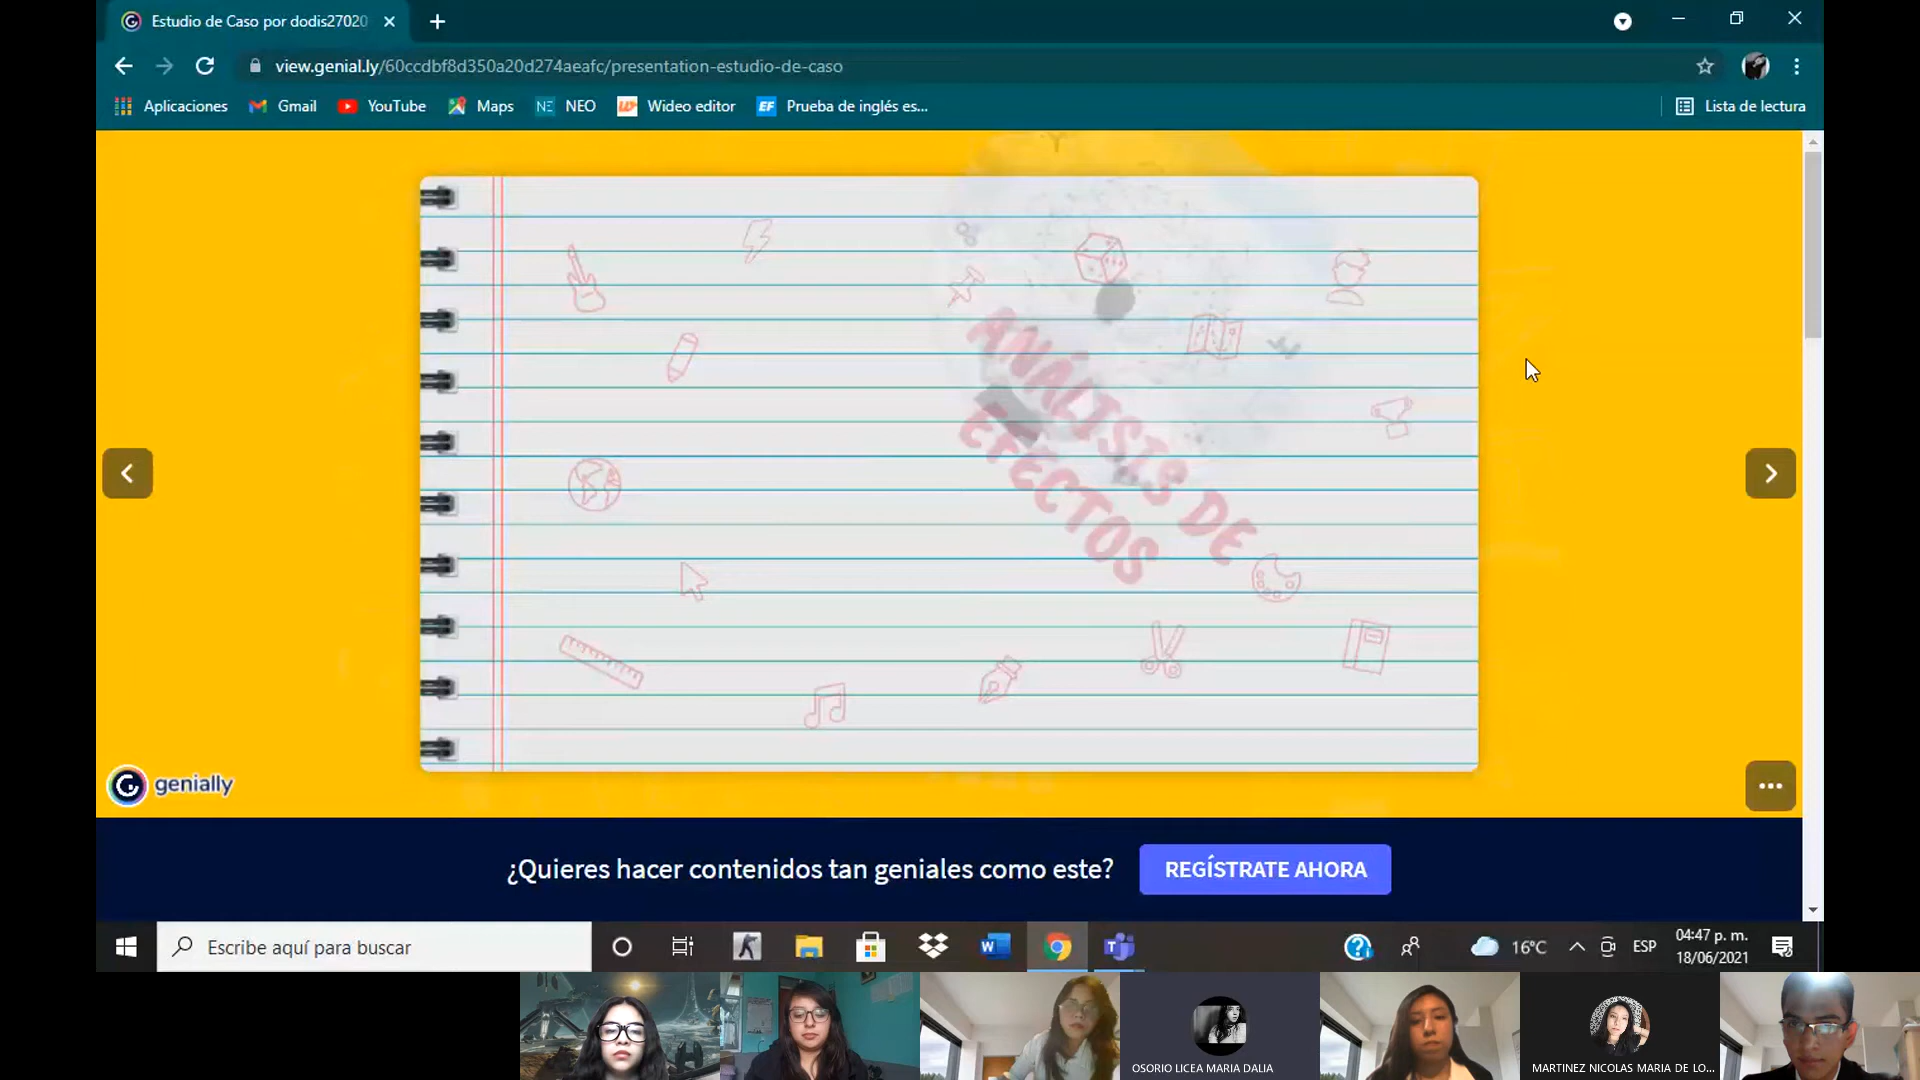 Estudio de Caso por dodis27020
view.genial.ly/60ccdbf8d350a20d274aeafc/presentation-estudio-de-caso
Aplicaciones Gmail YouTube Maps NE NEO Wideo editor EF Prueba de inglés es... Lista de lectura
ANÁLISIS DE
EFECTOS
genially
¿Quieres hacer contenidos tan geniales como este? REGÍSTRATE AHORA
Escribe aquí para buscar 16°C ESP 04:47 p. m.
18/06/2021
OSORIO LICEA MARIA DALIA MARTINEZ NICOLAS MARIA DE LO...